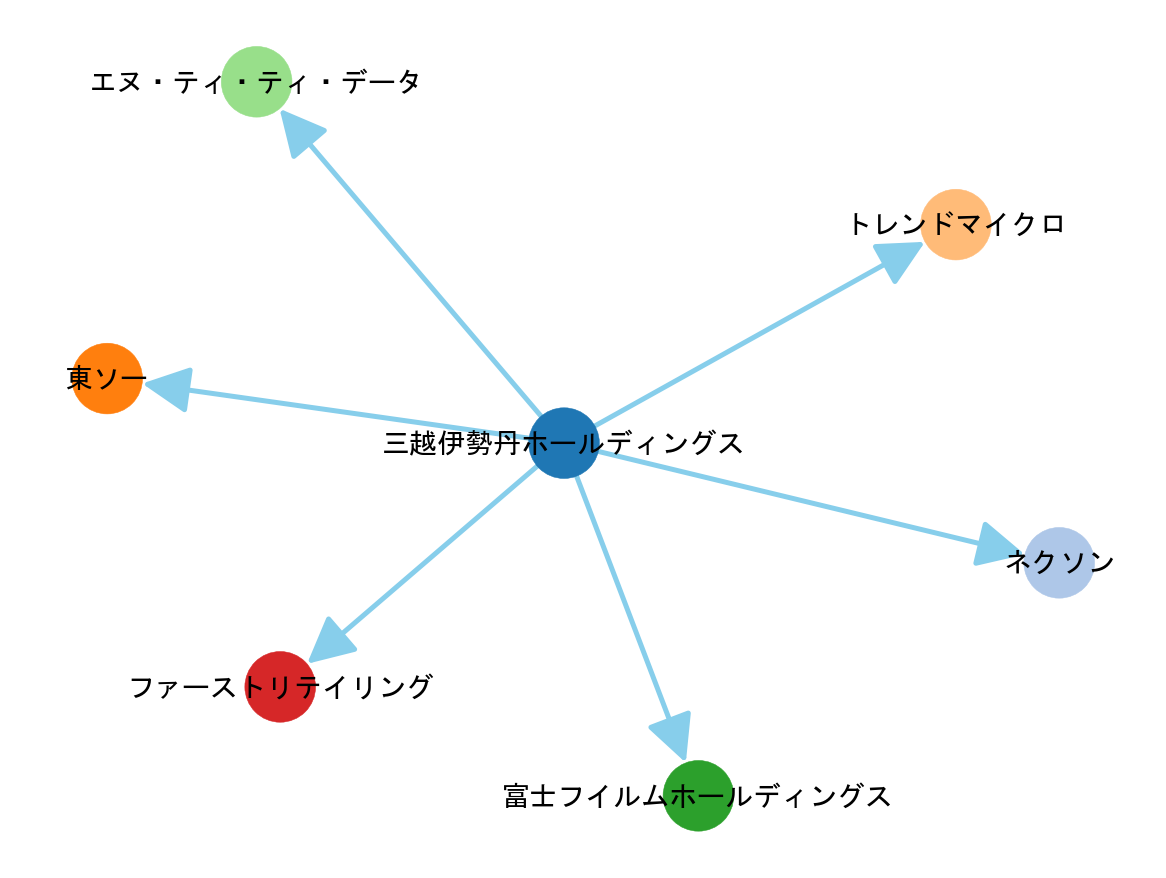 エヌ・ティ・ティ・データ
トレンドマイクロ
東ソー
三越伊勢丹ホールディングス
ネクソン
ファーストリテイリング
富士フイルムホールディングス